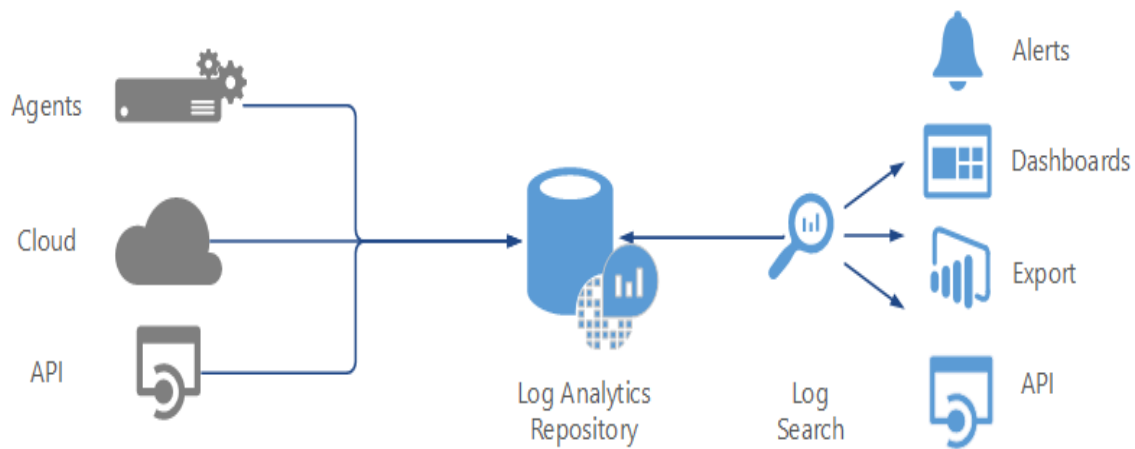 Agents
Cloud
API
Log Analytics
Repository
Log
Search
Alerts
Dashboards
Export
API